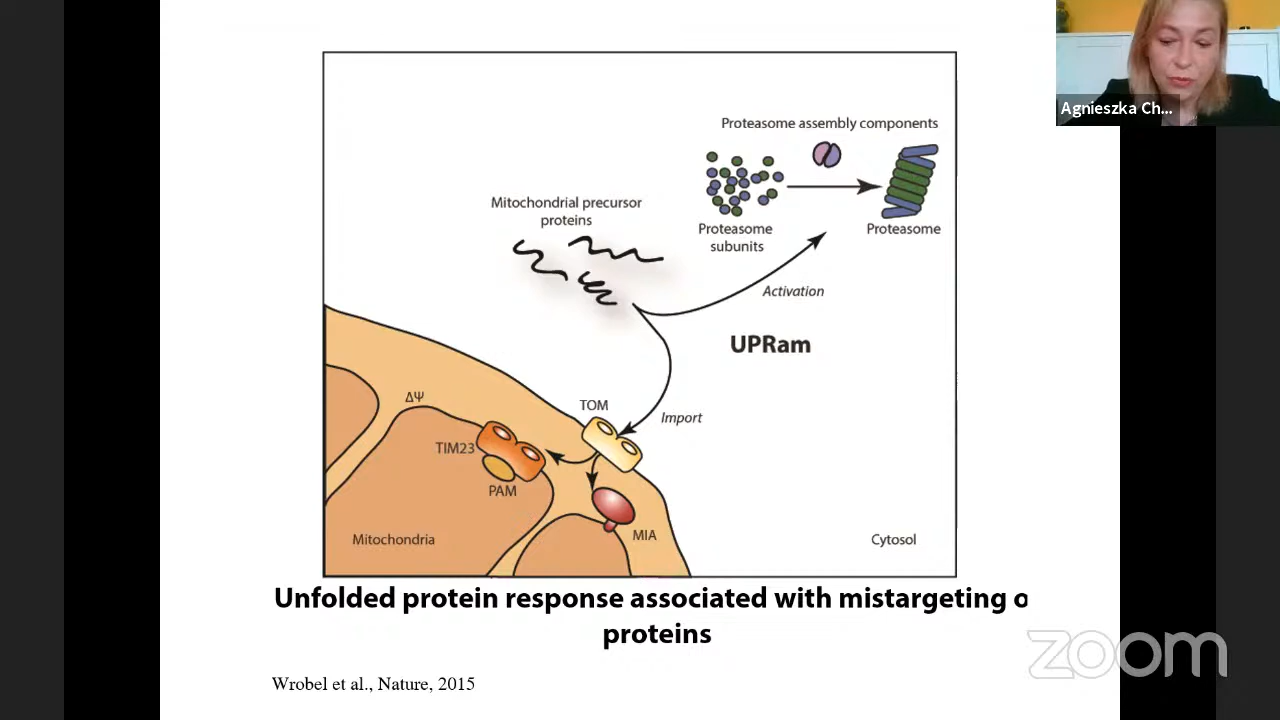 Agnieszka Ch...
Proteasome assembly components
Mitochondrial precursor
proteins
Proteasome
subunits
Proteasome
Activation
UPRam
ΔΨ
TOM
Import
TIM23
PAM
Mitochondria
MIA
Cytosol
Unfolded protein response associated with mistargeting o
proteins
zoom
Wrobel et al., Nature, 2015